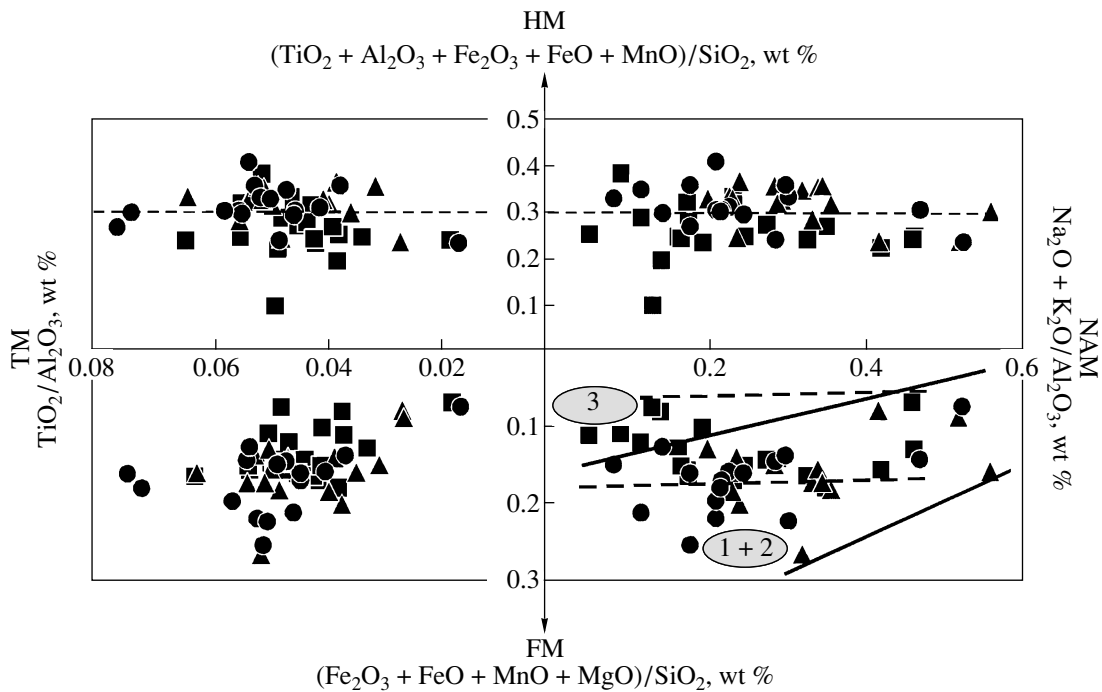 HM
(TiO₂ + Al₂O₃ + Fe₂O₃ + FeO + MnO)/SiO₂, wt %
0.5
0.4
0.3
0.2
0.1
TM
TiO₂/Al₂O₃, wt %
NAM
Na₂O + K₂O/Al₂O₃, wt %
0.08
0.06
0.04
0.02
0.2
0.4
0.6
0.1
0.2
0.3
3
1 + 2
FM
(Fe₂O₃ + FeO + MnO + MgO)/SiO₂, wt %